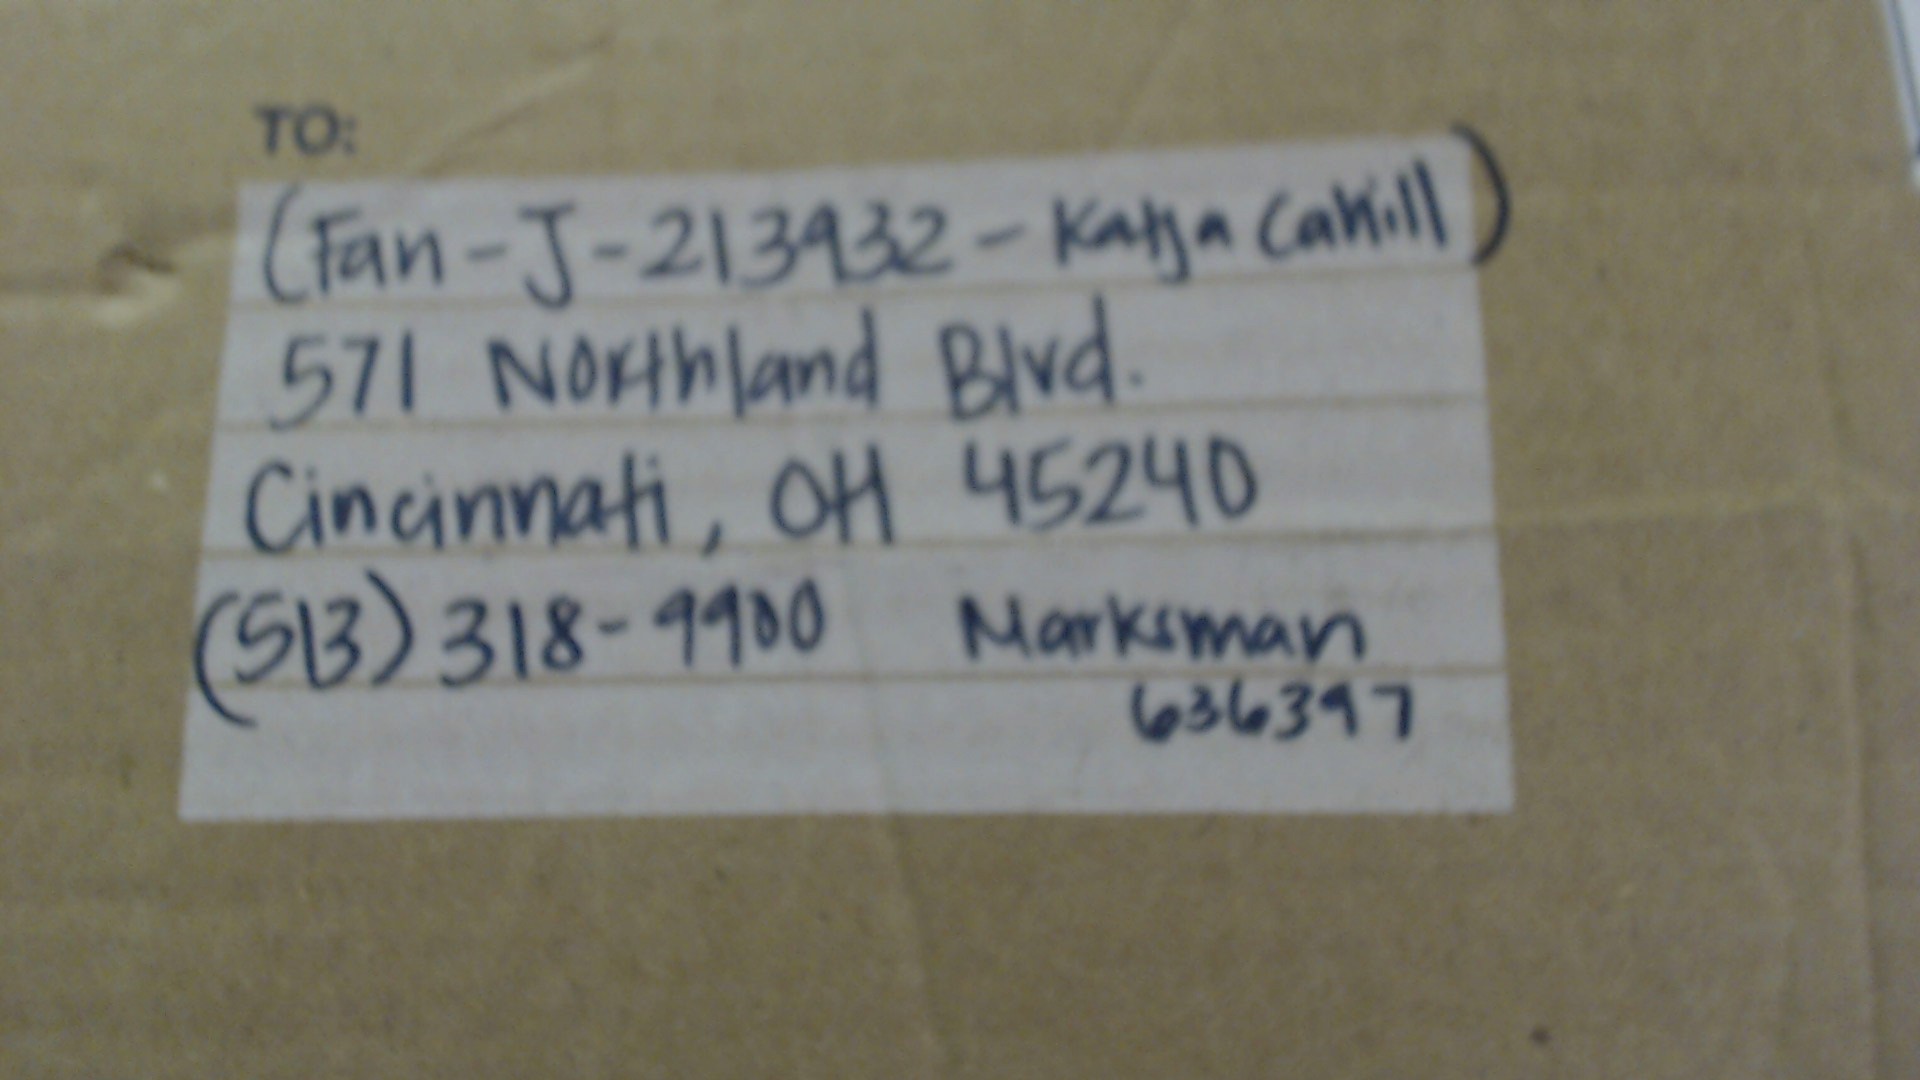 TO:
(Fan-J-213932-Katja Cahill)
571 Northland Blvd.
Cincinnati, OH 45240
(513) 318-9900 Marksman
636397